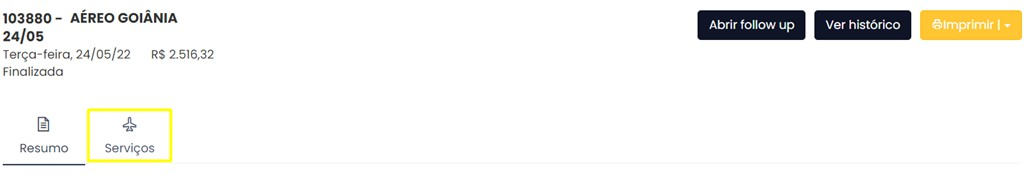 103880 - AÉREO GOIÂNIA
24/05
Terça-feira, 24/05/22 R$ 2.516,32
Finalizada
Abrir follow up
Ver histórico
Imprimir |
Resumo
Serviços